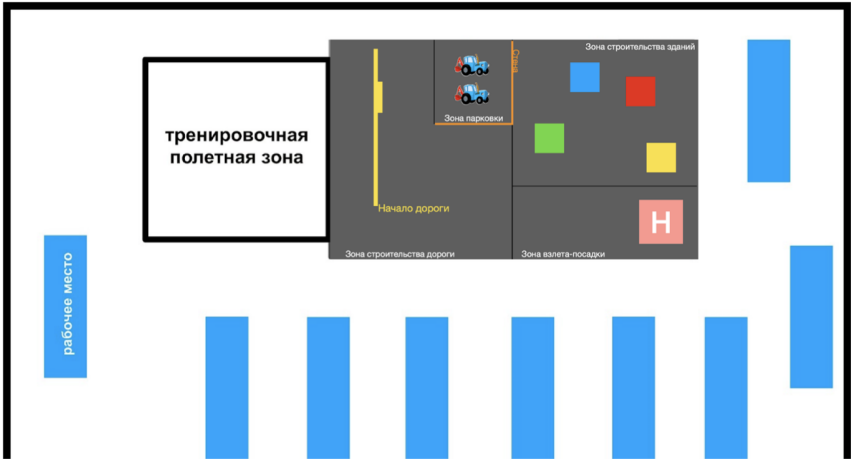 Зона строительства зданий
Стена
Зона парковки
тренировочная
полетная зона
Начало дороги
H
Зона строительства дороги
Зона взлета-посадки
рабочее место